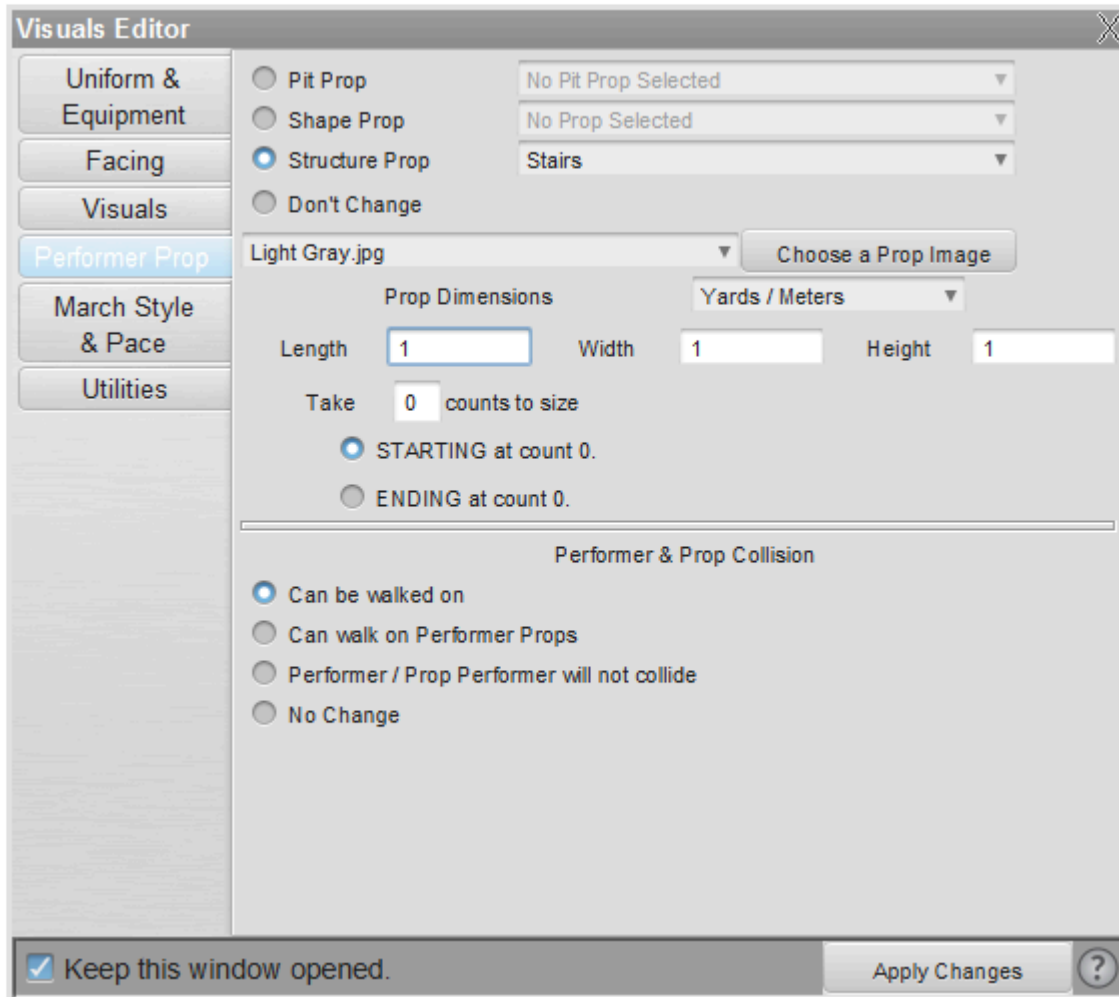 Visuals Editor
Uniform &
Equipment
Facing
Visuals
Performer Prop
March Style
& Pace
Utilities
Pit Prop No Pit Prop Selected
Shape Prop No Prop Selected
Structure Prop Stairs
Don't Change
Light Gray.jpg Choose a Prop Image
Prop Dimensions Yards / Meters
Length 1 Width 1 Height 1
Take 0 counts to size
STARTING at count 0.
ENDING at count 0.
Performer & Prop Collision
Can be walked on
Can walk on Performer Props
Performer / Prop Performer will not collide
No Change
Keep this window opened. Apply Changes ?